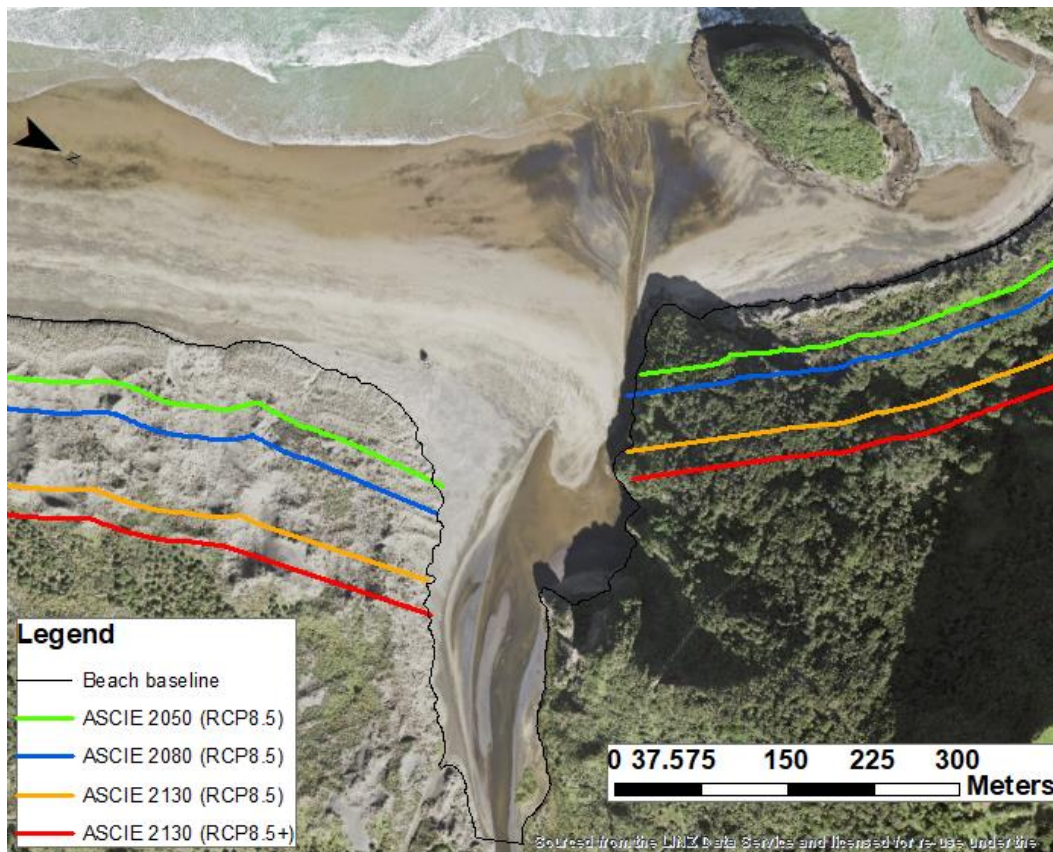 Legend
Beach baseline
ASCIE 2050 (RCP8.5)
ASCIE 2080 (RCP8.5)
ASCIE 2130 (RCP8.5)
ASCIE 2130 (RCP8.5+)
0 37.575 150 225 300
Meters
Sourced from the LINZ Data Service and licensed for re-use under the